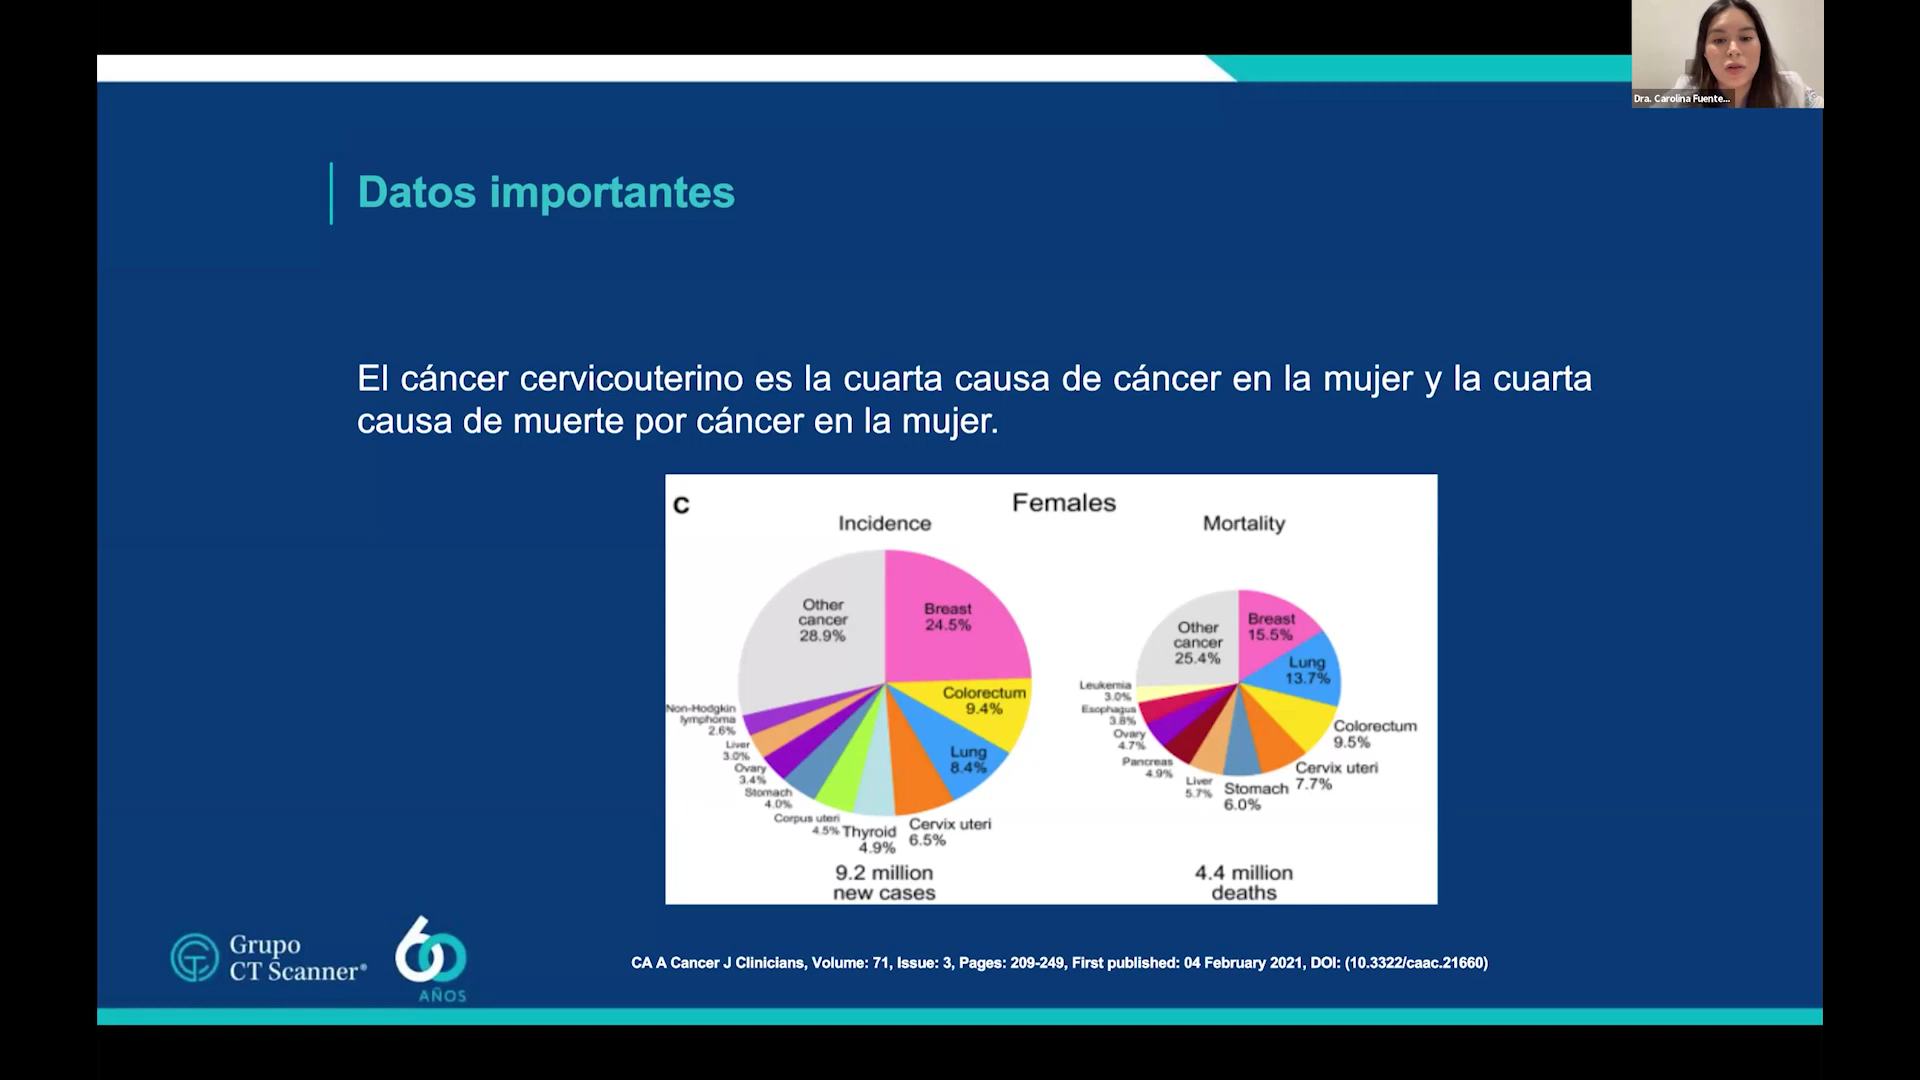 Dra. Carolina Fuente...
Datos importantes
El cáncer cervicouterino es la cuarta causa de cáncer en la mujer y la cuarta
causa de muerte por cáncer en la mujer.
C
Females
Incidence
Other
cancer
28.9%
Breast
24.5%
Colorectum
9.4%
Lung
8.4%
Cervix uteri
6.5%
Thyroid
4.9%
Corpus uteri
4.5%
Stomach
4.0%
Ovary
3.4%
Liver
3.0%
Non-Hodgkin
lymphoma
2.6%
9.2 million
new cases
Mortality
Other
cancer
25.4%
Breast
15.5%
Lung
13.7%
Colorectum
9.5%
Cervix uteri
7.7%
Stomach
6.0%
Liver
5.7%
Pancreas
4.9%
Ovary
4.7%
Esophagus
3.8%
Leukemia
3.0%
4.4 million
deaths
Grupo
CT Scanner®
60
AÑOS
CA A Cancer J Clinicians, Volume: 71, Issue: 3, Pages: 209-249, First published: 04 February 2021, DOI: (10.3322/caac.21660)